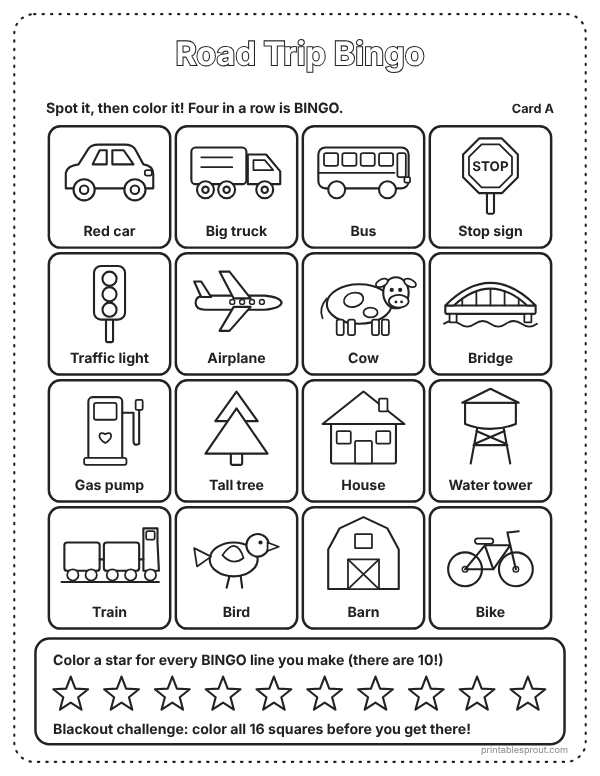 Road Trip Bingo
Spot it, then color it! Four in a row is BINGO.
Card A
STOP
Red car
Big truck
Bus
Stop sign
Traffic light
Airplane
Cow
Bridge
Gas pump
Tall tree
House
Water tower
Train
Bird
Barn
Bike
Color a star for every BINGO line you make (there are 10!)
Blackout challenge: color all 16 squares before you get there!
printablesprout.com